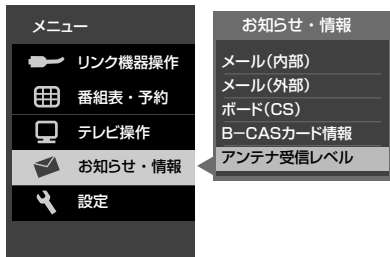 メニュー
リンク機器操作
番組表・予約
テレビ操作
お知らせ・情報
設定
お知らせ・情報
メール(内部)
メール(外部)
ボード(CS)
B-CASカード情報
アンテナ受信レベル